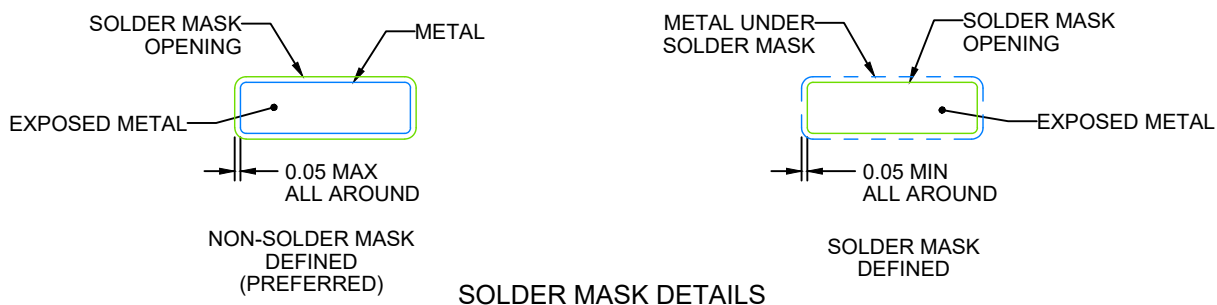 SOLDER MASK
OPENING
METAL
EXPOSED METAL
0.05 MAX
ALL AROUND
NON-SOLDER MASK
DEFINED
(PREFERRED)
METAL UNDER
SOLDER MASK
SOLDER MASK
OPENING
EXPOSED METAL
0.05 MIN
ALL AROUND
SOLDER MASK
DEFINED
SOLDER MASK DETAILS